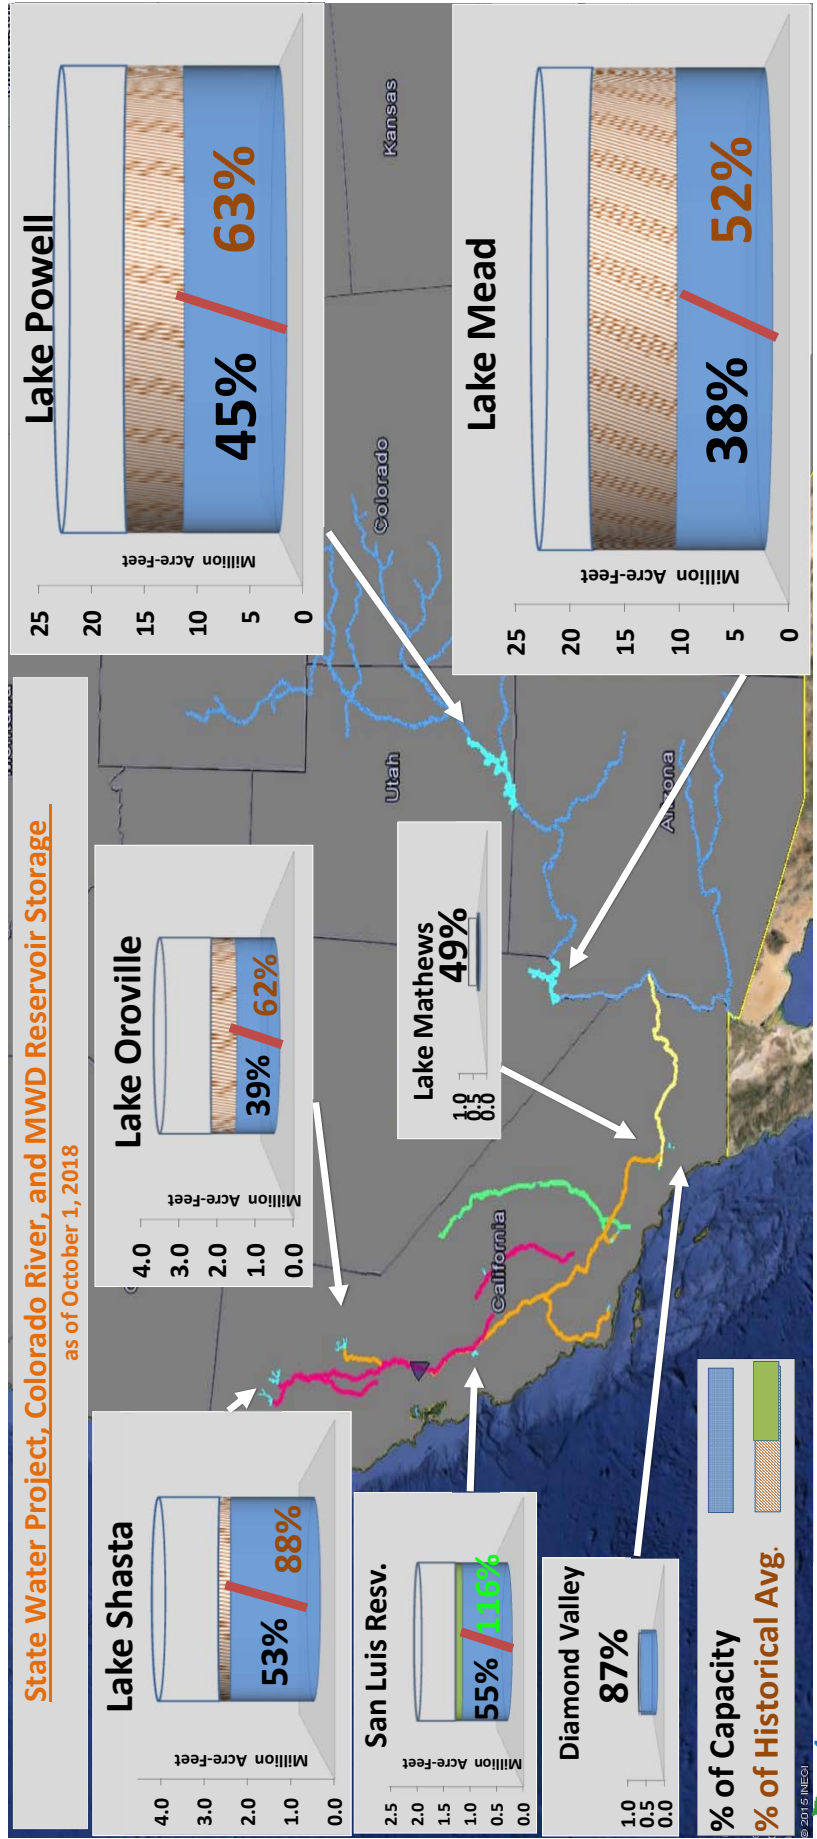 State Water Project, Colorado River, and MWD Reservoir Storage
as of October 1, 2018
Lake Shasta
4.0
3.0
2.0
1.0
0.0
Million Acre-Feet
53%
88%
Lake Oroville
4.0
3.0
2.0
1.0
0.0
Million Acre-Feet
39%
62%
Lake Powell
25
20
15
10
5
0
Million Acre-Feet
45%
63%
San Luis Resv.
2.5
2.0
1.5
1.0
0.5
0.0
Million Acre-Feet
55%
116%
Lake Mathews
1.0
0.5
0.0
49%
Lake Mead
25
20
15
10
5
0
Million Acre-Feet
38%
52%
Diamond Valley
1.0
0.5
0.0
87%
California
Utah
Arizona
Colorado
Kansas
% of Capacity
% of Historical Avg.
© 2015 INEGI